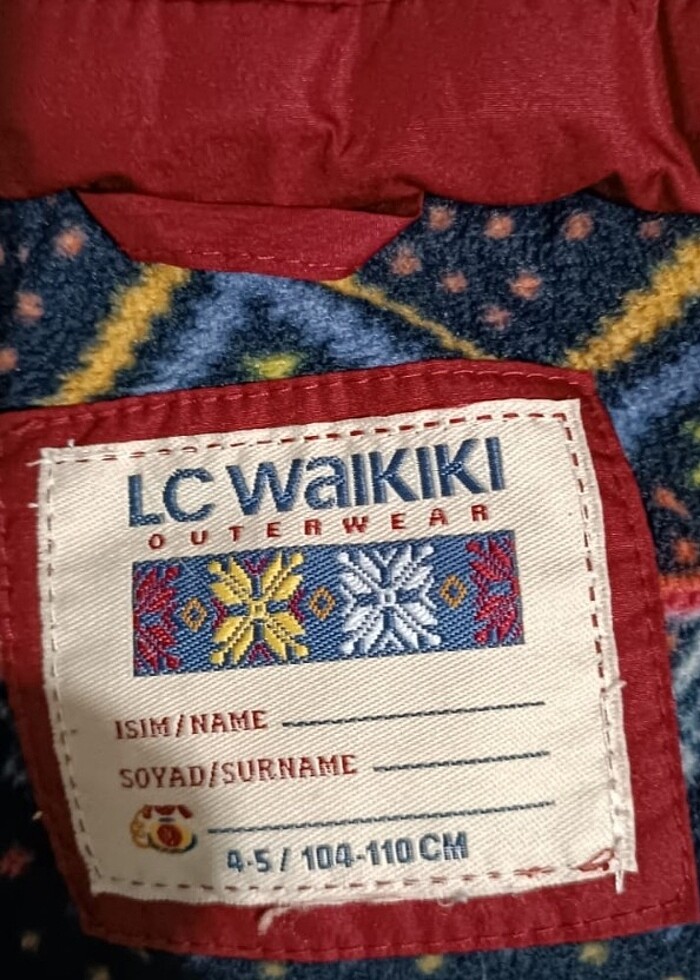 LC WaiKiKi
OUTERWEAR
ISIM/NAME
SOYAD/SURNAME
4-5 / 104-110 CM